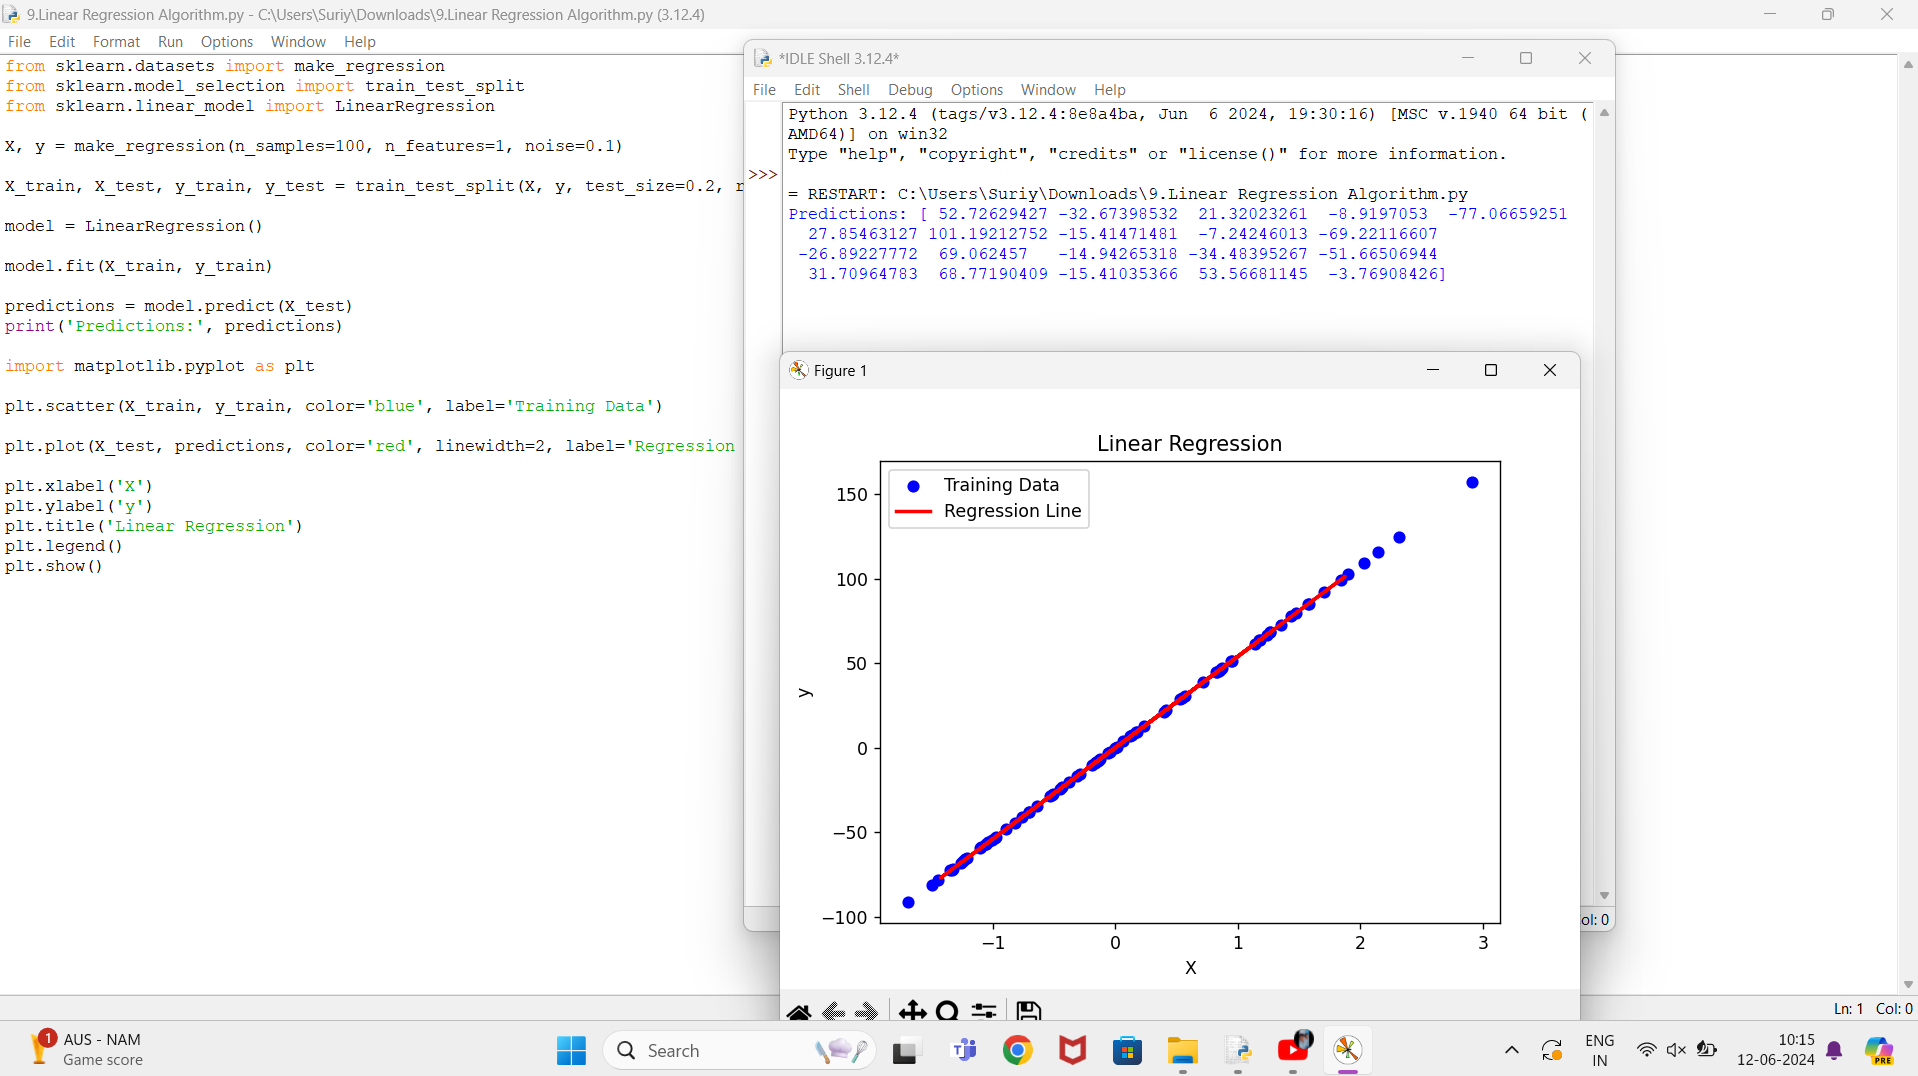 9.Linear Regression Algorithm.py - C:\Users\Suriy\Downloads\9.Linear Regression Algorithm.py (3.12.4)
File Edit Format Run Options Window Help
from sklearn.datasets import make_regression
from sklearn.model_selection import train_test_split
from sklearn.linear_model import LinearRegression
X, y = make_regression(n_samples=100, n_features=1, noise=0.1)
X_train, X_test, y_train, y_test = train_test_split(X, y, test_size=0.2, r
model = LinearRegression()
model.fit(X_train, y_train)
predictions = model.predict(X_test)
print('Predictions:', predictions)
import matplotlib.pyplot as plt
plt.scatter(X_train, y_train, color='blue', label='Training Data')
plt.plot(X_test, predictions, color='red', linewidth=2, label='Regression
plt.xlabel('X')
plt.ylabel('y')
plt.title('Linear Regression')
plt.legend()
plt.show()
*IDLE Shell 3.12.4*
File Edit Shell Debug Options Window Help
Python 3.12.4 (tags/v3.12.4:8e8a4ba, Jun  6 2024, 19:30:16) [MSC v.1940 64 bit (
AMD64)] on win32
Type "help", "copyright", "credits" or "license()" for more information.
>>>
= RESTART: C:\Users\Suriy\Downloads\9.Linear Regression Algorithm.py
Predictions: [ 52.72629427 -32.67398532  21.32023261  -8.9197053  -77.06659251
27.85463127 101.19212752 -15.41471481  -7.24246013 -69.22116607
-26.89227772  69.062457   -14.94265318 -34.48395267 -51.66506944
31.70964783  68.77190409 -15.41035366  53.56681145  -3.76908426]
Figure 1
Linear Regression
Training Data
Regression Line
150
100
50
0
−50
−100
y
−1 0 1 2 3
X
ol: 0
Ln: 1 Col: 0
1
AUS - NAM
Game score
Search
ENG
IN
10:15
12-06-2024
PRE